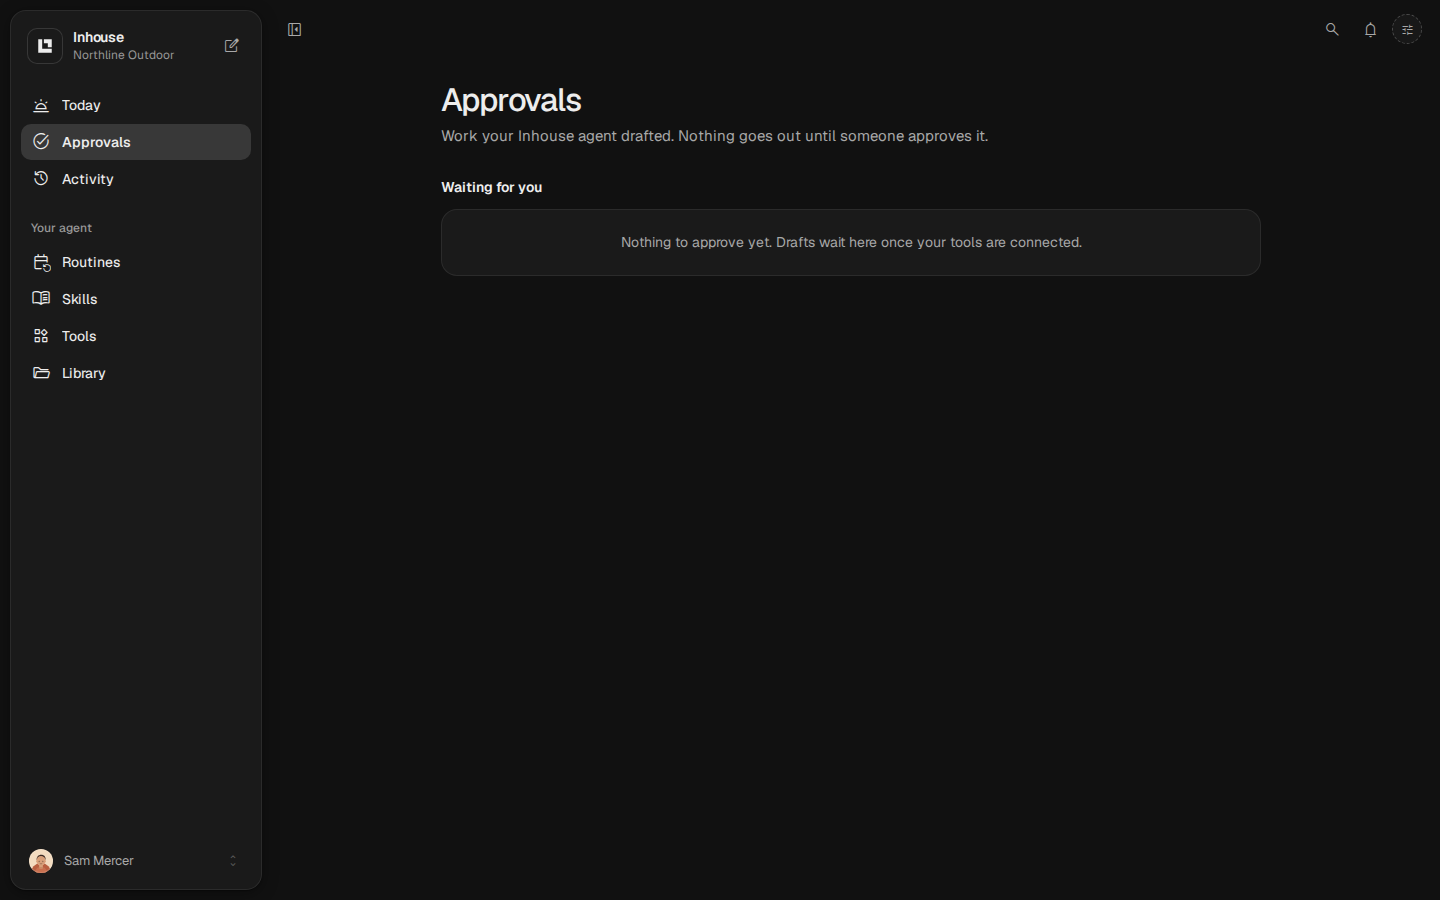 Inhouse
Northline Outdoor
Today
Approvals
Activity
Your agent
Routines
Skills
Tools
Library
Sam Mercer
Approvals
Work your Inhouse agent drafted. Nothing goes out until someone approves it.
Waiting for you
Nothing to approve yet. Drafts wait here once your tools are connected.